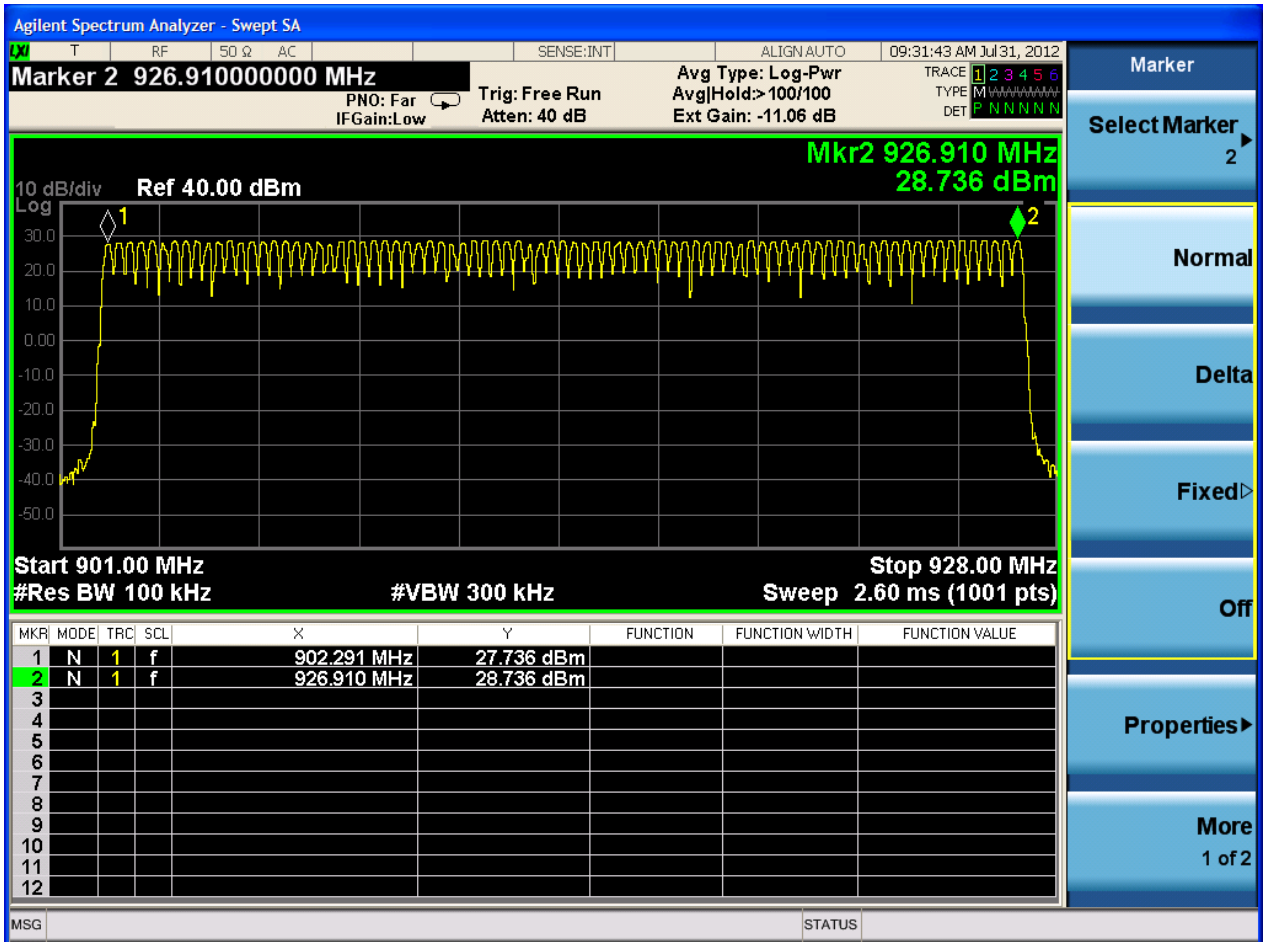 Agilent Spectrum Analyzer - Swept SA
LXI T RF 50 Ω AC SENSE:INT ALIGN AUTO 09:31:43 AM Jul 31, 2012
Marker 2 926.910000000 MHz
PNO: Far
IFGain:Low
Trig: Free Run
Atten: 40 dB
Avg Type: Log-Pwr
Avg|Hold:> 100/100
Ext Gain: -11.06 dB
TRACE 1 2 3 4 5 6
TYPE M WWWWW
DET P N N N N N
Mkr2 926.910 MHz
28.736 dBm
10 dB/div Ref 40.00 dBm
Log
1
2
30.0
20.0
10.0
0.00
-10.0
-20.0
-30.0
-40.0
-50.0
Start 901.00 MHz
Stop 928.00 MHz
#Res BW 100 kHz
#VBW 300 kHz
Sweep 2.60 ms (1001 pts)
MKR MODE TRC SCL X Y FUNCTION FUNCTION WIDTH FUNCTION VALUE
1 N 1 f 902.291 MHz 27.736 dBm
2 N 1 f 926.910 MHz 28.736 dBm
3
4
5
6
7
8
9
10
11
12
MSG
STATUS
Marker
Select Marker
2
Normal
Delta
Fixed
Off
Properties
More
1 of 2